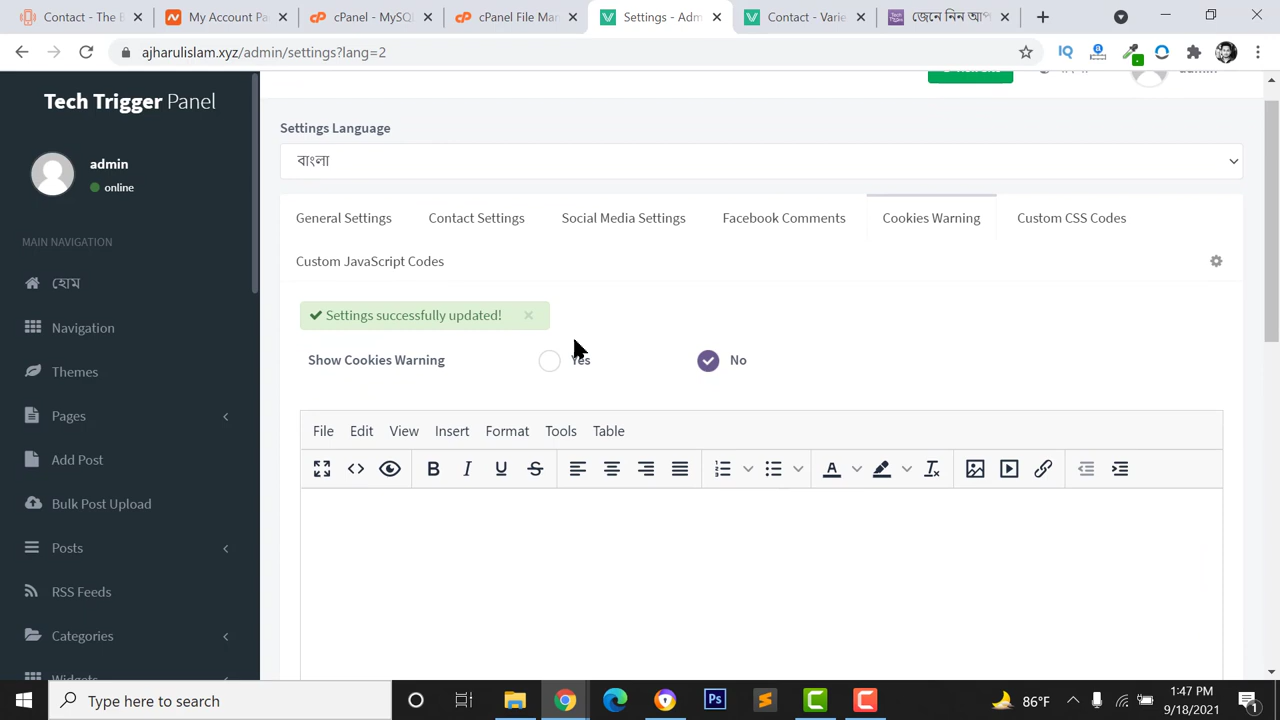 Contact - The E
My Account Pa
cPanel - MySQL
cPanel File Man
Settings - Adm
Contact - Varie
জেনে নিন আপ
ajharulislam.xyz/admin/settings?lang=2
Tech Trigger Panel
admin
online
MAIN NAVIGATION
হোম
Navigation
Themes
Pages
Add Post
Bulk Post Upload
Posts
RSS Feeds
Categories
Widgets
Settings Language
বাংলা
General Settings
Contact Settings
Social Media Settings
Facebook Comments
Cookies Warning
Custom CSS Codes
Custom JavaScript Codes
Settings successfully updated!
Show Cookies Warning
Yes
No
File Edit View Insert Format Tools Table
Type here to search
86°F
1:47 PM
9/18/2021